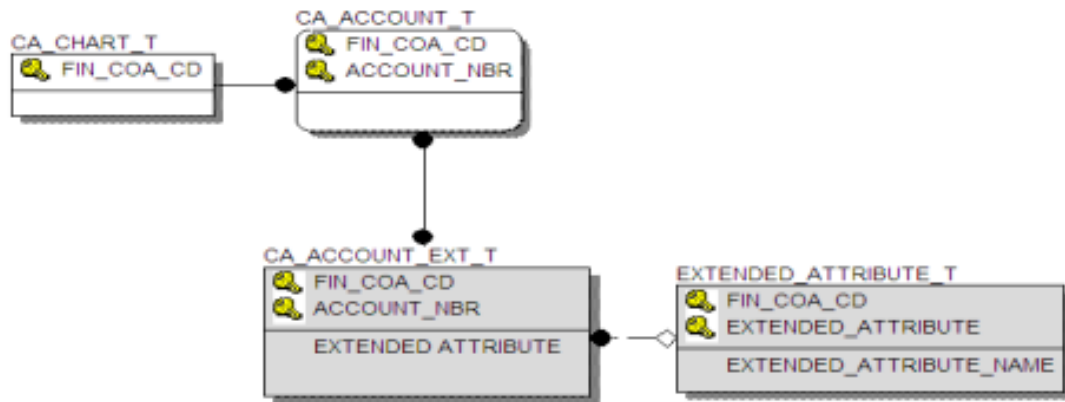 CA_CHART_T
FIN_COA_CD
CA_ACCOUNT_T
FIN_COA_CD
ACCOUNT_NBR
CA_ACCOUNT_EXT_T
FIN_COA_CD
ACCOUNT_NBR
EXTENDED ATTRIBUTE
EXTENDED_ATTRIBUTE_T
FIN_COA_CD
EXTENDED_ATTRIBUTE
EXTENDED_ATTRIBUTE_NAME